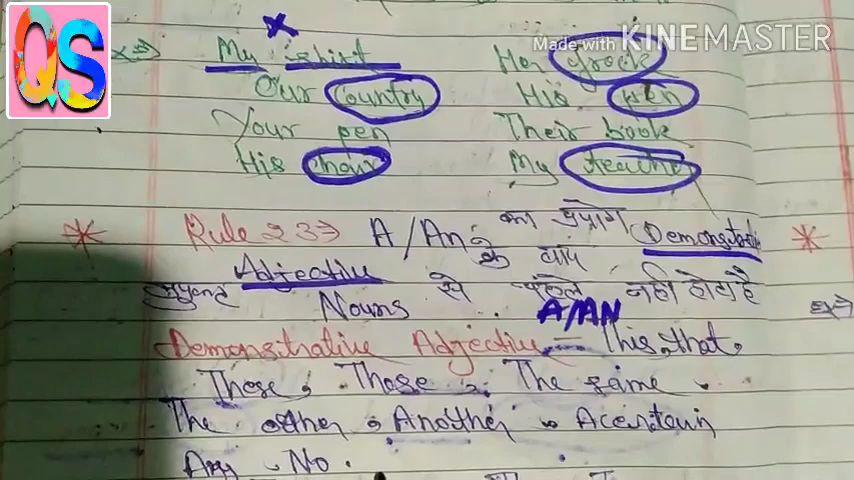 QS
Made with KINEMASTER
My shirt
Her frock
Our country
His pen
Your pen
Their book
His chair
My teacher
Rule 23 ⇒ A/An का प्रयोग Demonstrative
Adjective के बाद
Nouns से पहले नहीं होता है
A/AN
Demonstrative Adjective = This, that,
These, Those, The same,
The other, Another, Acertain
Any, No.